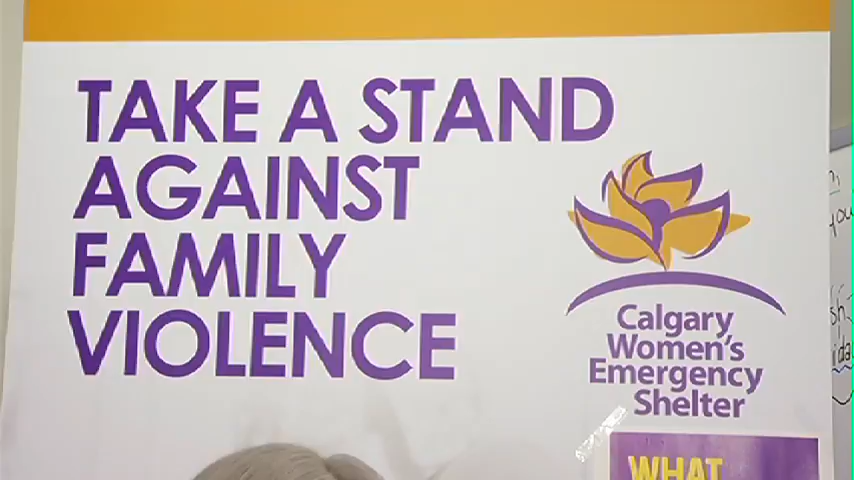 TAKE A STAND
AGAINST
FAMILY
VIOLENCE
Calgary
Women's
Emergency
Shelter
WHAT